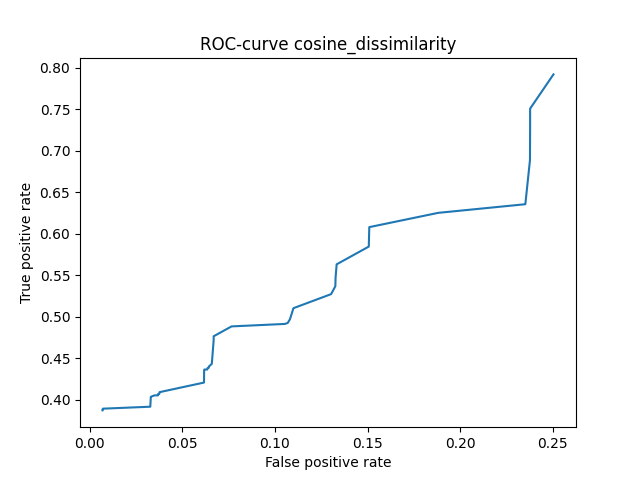 ROC-curve cosine_dissimilarity
0.80
0.75
0.70
0.65
0.60
0.55
0.50
0.45
0.40
True positive rate
0.00 0.05 0.10 0.15 0.20 0.25
False positive rate